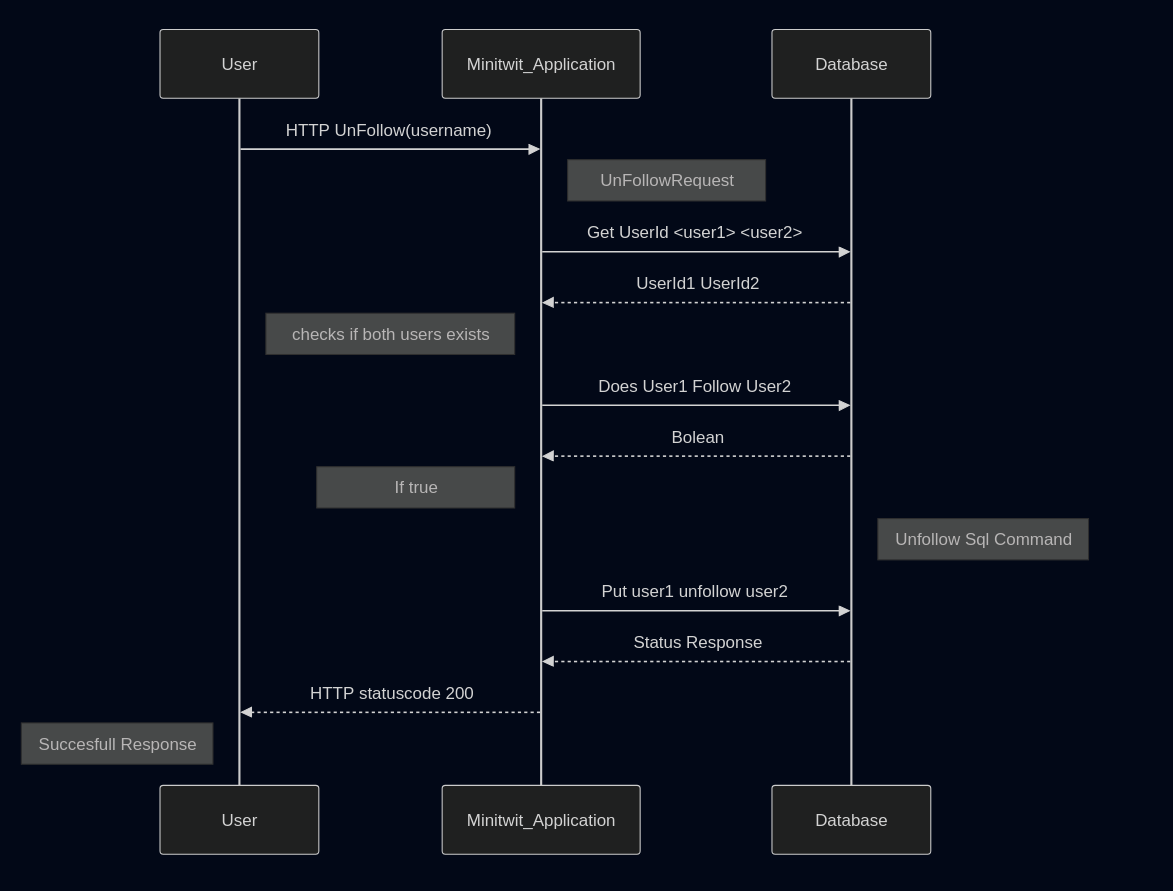 User
Minitwit_Application
Database
HTTP UnFollow(username)
UnFollowRequest
Get UserId <user1> <user2>
UserId1 UserId2
checks if both users exists
Does User1 Follow User2
Bolean
If true
Unfollow Sql Command
Put user1 unfollow user2
Status Response
HTTP statuscode 200
Succesfull Response
User
Minitwit_Application
Database